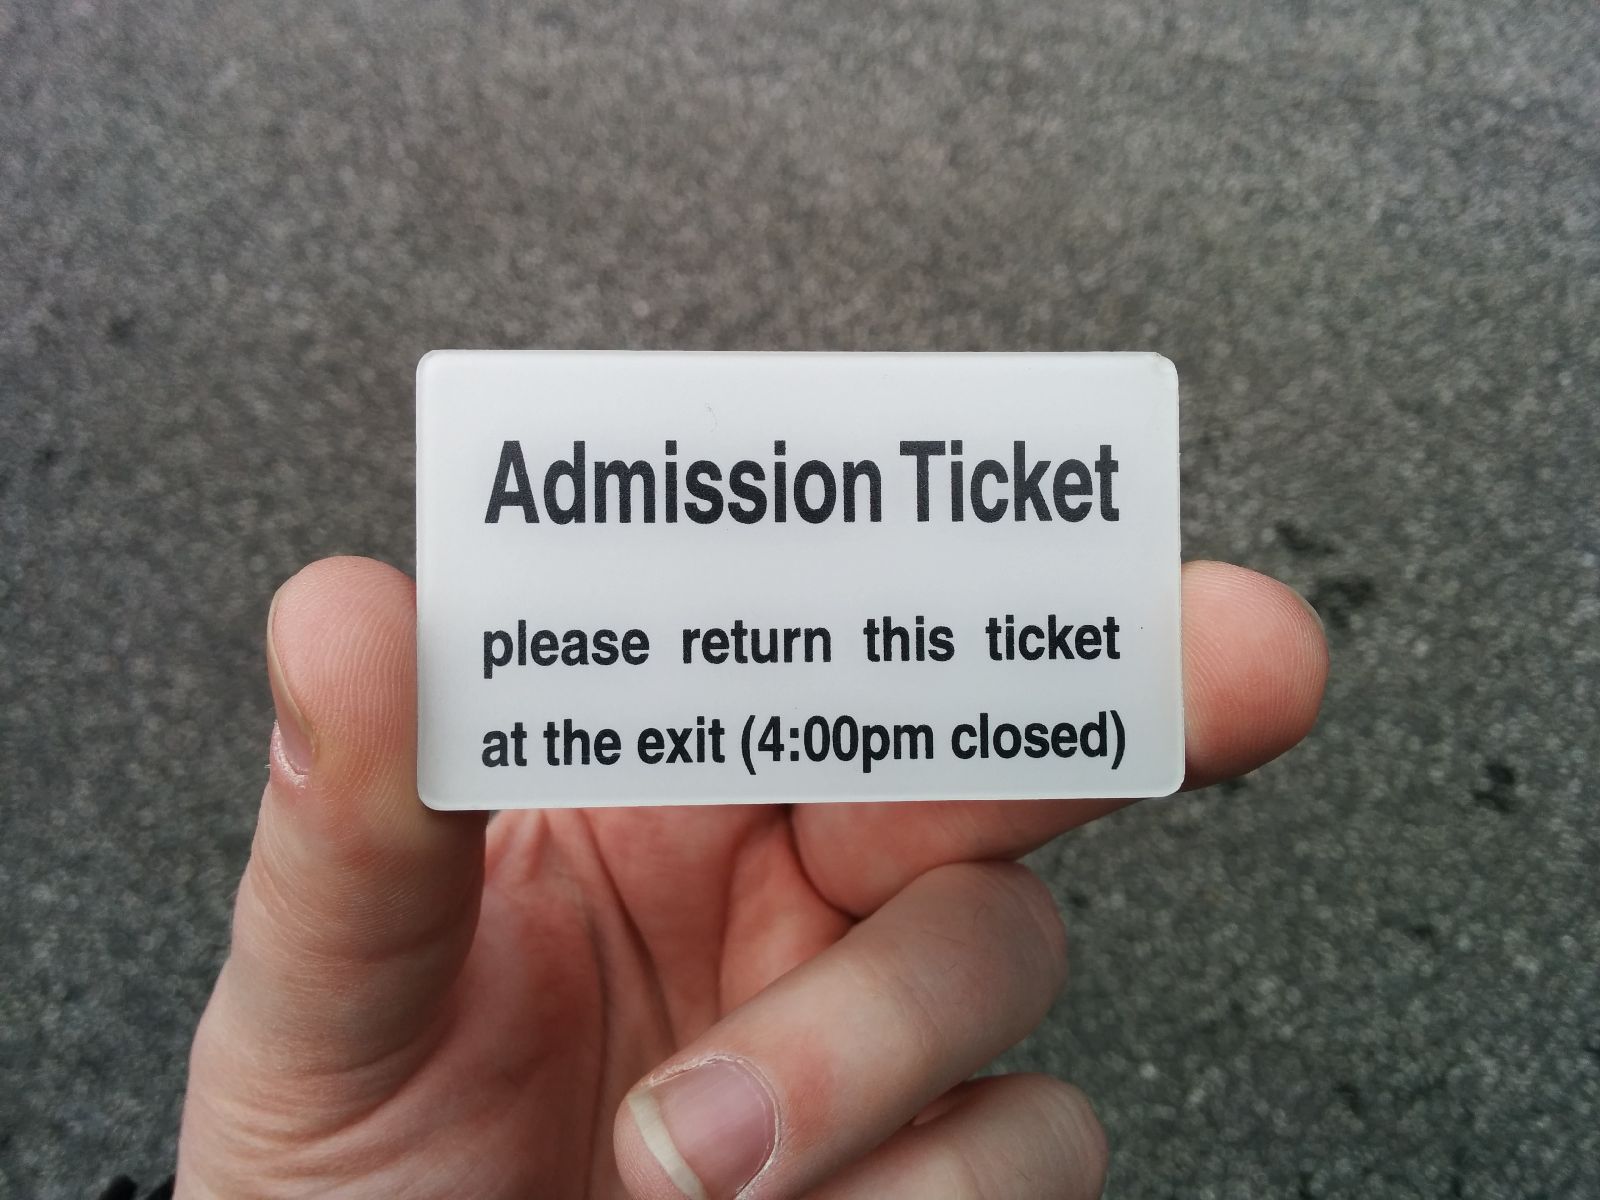 Admission Ticket
please return this ticket
at the exit (4:00pm closed)